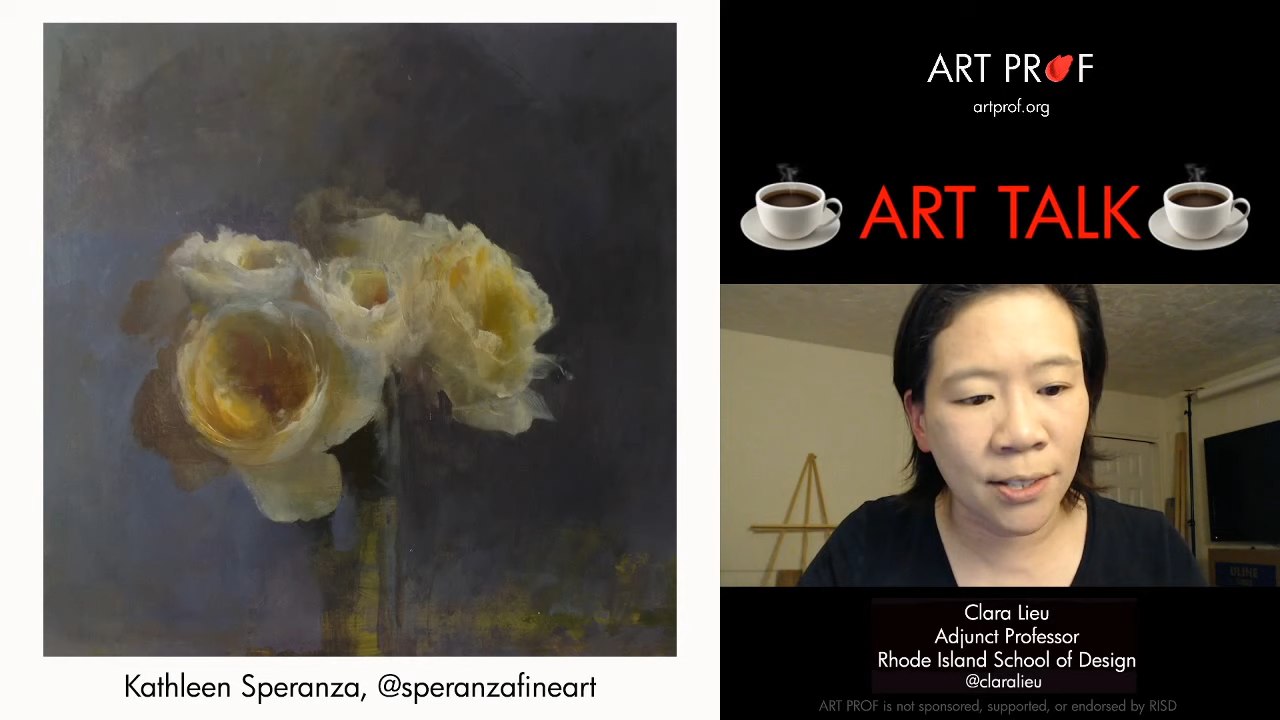 Kathleen Speranza, @speranzafineart
ART PROF
artprof.org
ART TALK
ULINE
Clara Lieu
Adjunct Professor
Rhode Island School of Design
@claralieu
ART PROF is not sponsored, supported, or endorsed by RISD